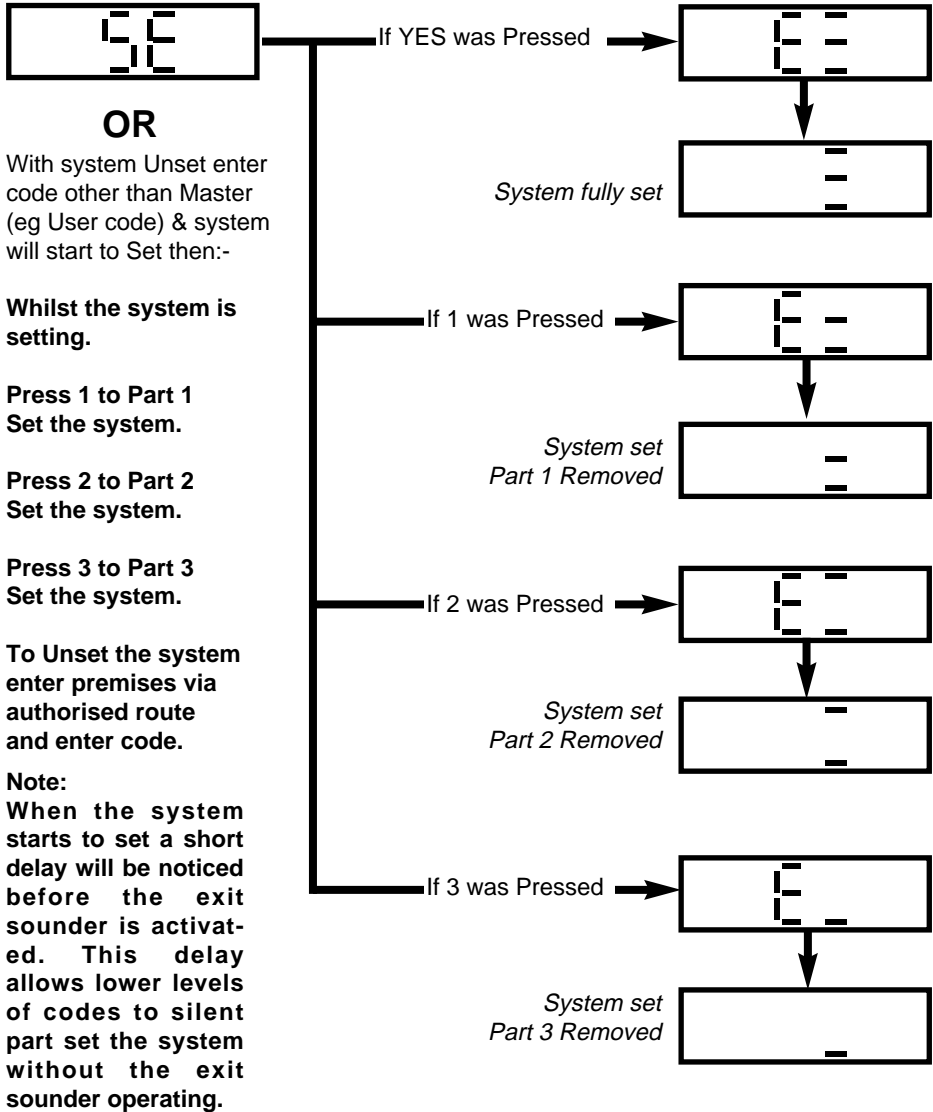 SE
If YES was Pressed
E
OR
With system Unset enter
code other than Master
(eg User code) & system
will start to Set then:-
System fully set
Whilst the system is
setting.
If 1 was Pressed
E
Press 1 to Part 1
Set the system.
System set
Part 1 Removed
Press 2 to Part 2
Set the system.
Press 3 to Part 3
Set the system.
If 2 was Pressed
E
To Unset the system
enter premises via
authorised route
and enter code.
System set
Part 2 Removed
Note:
When the system
starts to set a short
delay will be noticed
before the exit
sounder is activat-
ed. This delay
allows lower levels
of codes to silent
part set the system
without the exit
sounder operating.
If 3 was Pressed
E
System set
Part 3 Removed